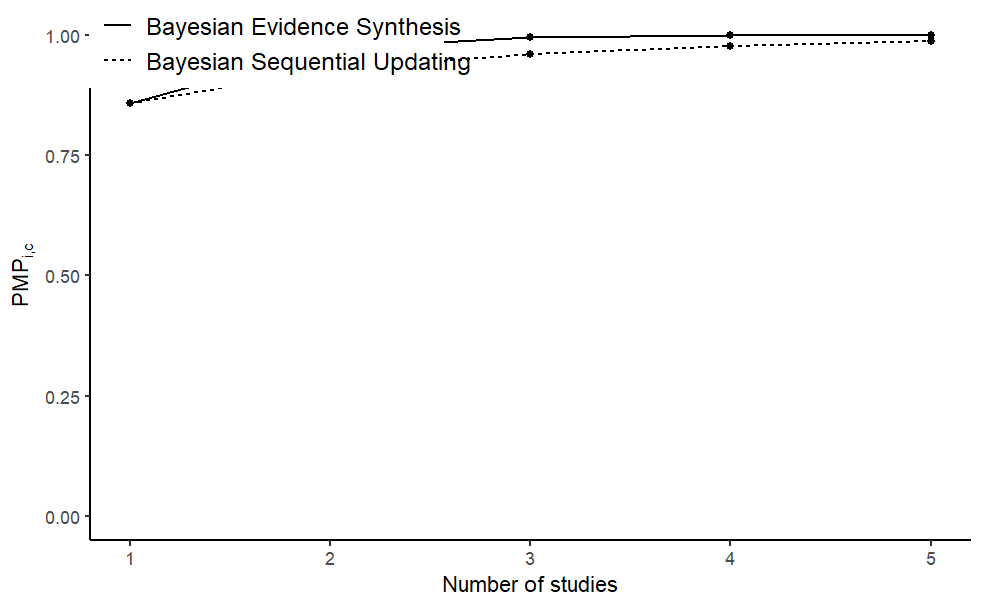 Bayesian Evidence Synthesis
Bayesian Sequential Updating
1.00
0.75
0.50
0.25
0.00
PMPi,c
1 2 3 4 5
Number of studies